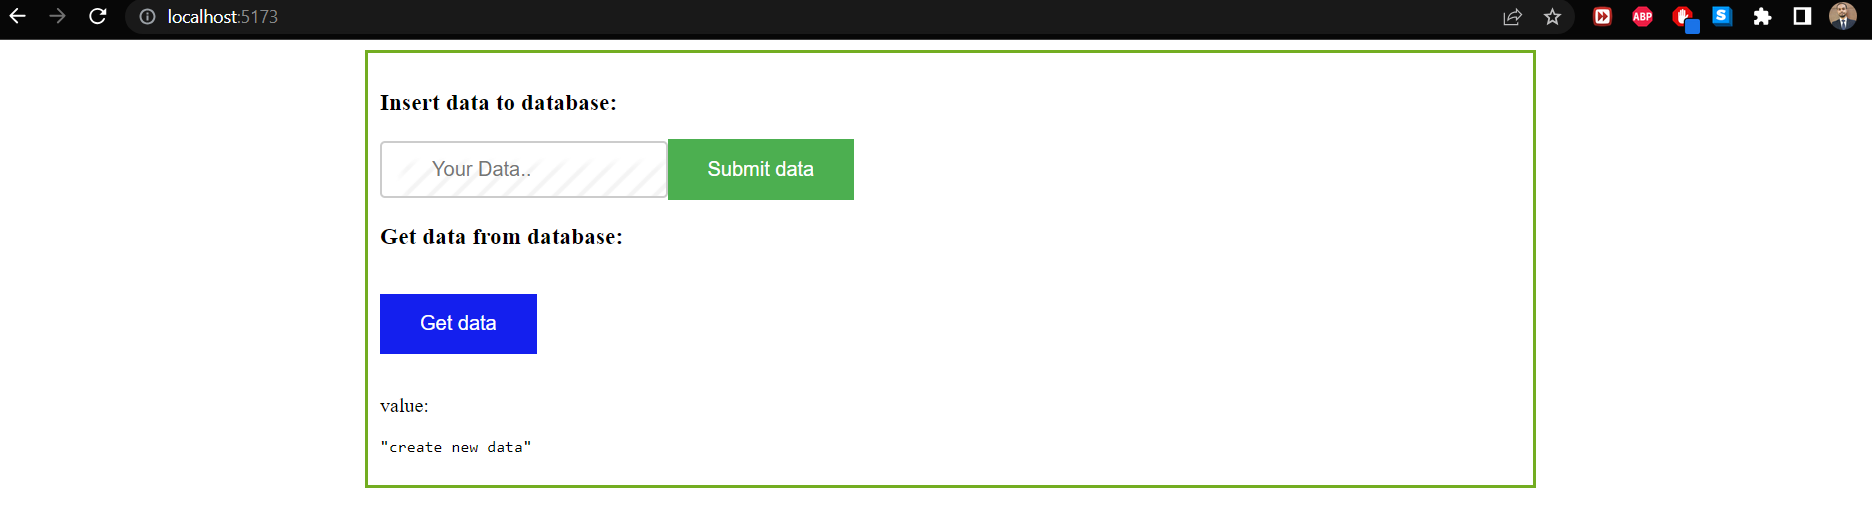 localhost:5173
ABP
S
Insert data to database:
Your Data..
Submit data
Get data from database:
Get data
value:
"create new data"